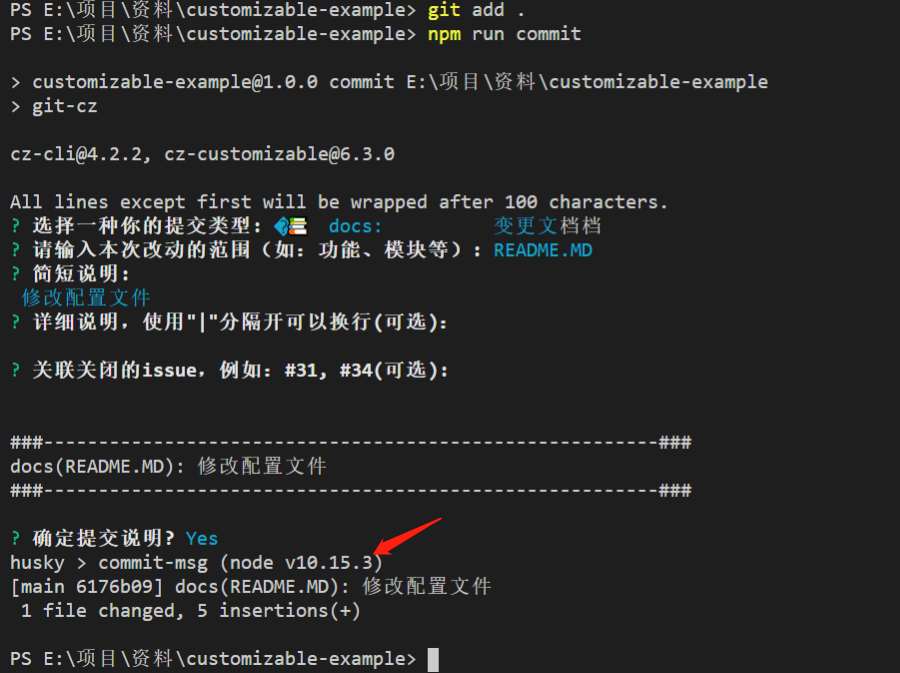 PS E:\项目\资料\customizable-example> git add .
PS E:\项目\资料\customizable-example> npm run commit
> customizable-example@1.0.0 commit E:\项目\资料\customizable-example
> git-cz
cz-cli@4.2.2, cz-customizable@6.3.0
All lines except first will be wrapped after 100 characters.
? 选择一种你的提交类型: docs: 变更文档档
? 请输入本次改动的范围（如：功能、模块等）: README.MD
? 简短说明:
修改配置文件
? 详细说明，使用"|"分隔开可以换行(可选):
? 关联关闭的issue，例如：#31, #34(可选):
###--------------------------------------------------------###
docs(README.MD): 修改配置文件
###--------------------------------------------------------###
? 确定提交说明? Yes
husky > commit-msg (node v10.15.3)
[main 6176b09] docs(README.MD): 修改配置文件
1 file changed, 5 insertions(+)
PS E:\项目\资料\customizable-example>